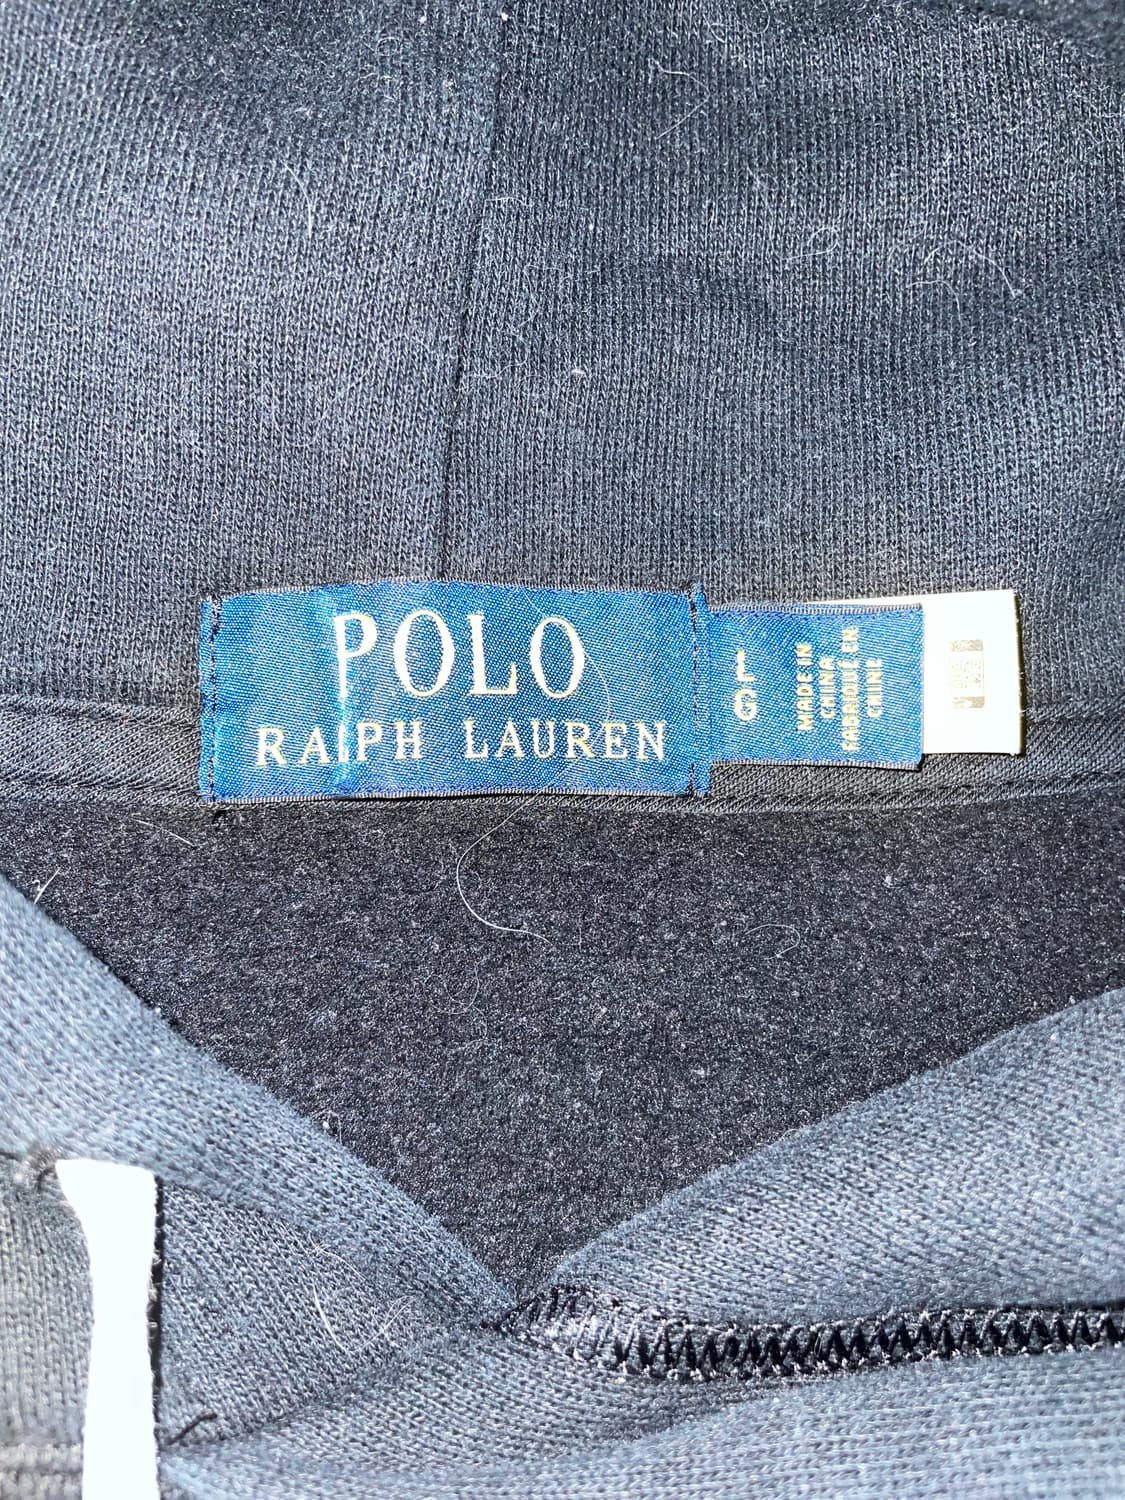 POLO
RALPH LAUREN
L
G
MADE IN
CHINA
FABRIQUÉ EN
CHINE